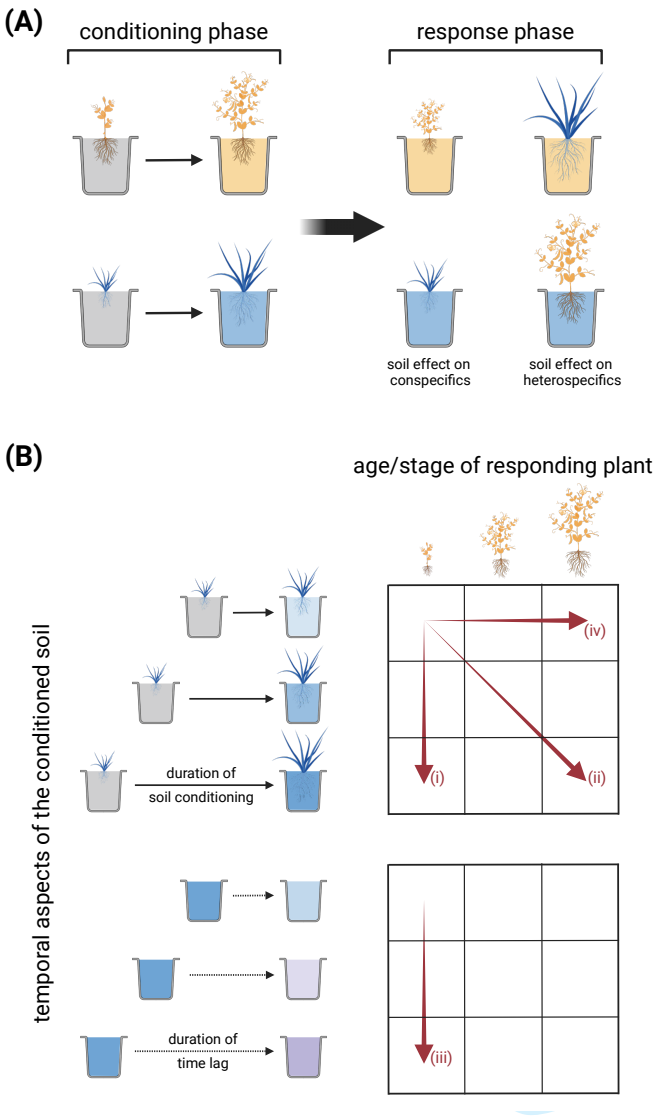 (A)
conditioning phase
response phase
soil effect on
conspecifics
soil effect on
heterospecifics
(B)
age/stage of responding plant
temporal aspects of the conditioned soil
(iv)
duration of
soil conditioning
(i)
(ii)
duration of
time lag
(iii)